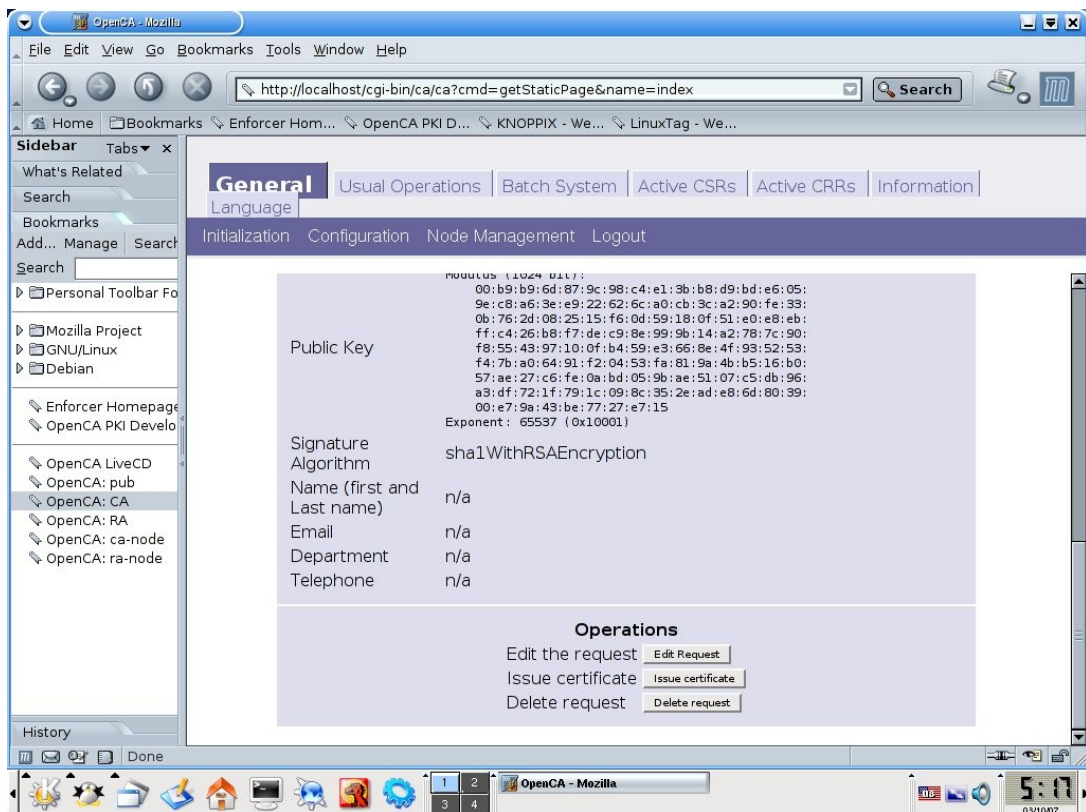 OpenCA - Mozilla
File Edit View Go Bookmarks Tools Window Help
http://localhost/cgi-bin/ca/ca?cmd=getStaticPage&name=index
Search
Home Bookmarks Enforcer Hom... OpenCA PKI D... KNOPPIX - We... LinuxTag - We...
Sidebar Tabs
What's Related
Search
Bookmarks
Add... Manage Search
Search
Personal Toolbar Fo
Mozilla Project
GNU/Linux
Debian
Enforcer Homepage
OpenCA PKI Develo
OpenCA LiveCD
OpenCA: pub
OpenCA: CA
OpenCA: RA
OpenCA: ca-node
OpenCA: ra-node
History
General Usual Operations Batch System Active CSRs Active CRRs Information
Language
Initialization Configuration Node Management Logout
Modulus (1024 bit):
00:b9:b9:6d:87:9c:98:c4:e1:3b:b8:d9:bd:e6:05:
9e:c8:a6:3e:e9:22:62:6c:a0:cb:3c:a2:90:fe:33:
0b:76:2d:08:25:15:f6:0d:59:18:0f:51:e0:e8:eb:
ff:c4:26:b8:f7:de:c9:8e:99:9b:14:a2:78:7c:90:
Public Key
f8:55:43:97:10:0f:b4:59:e3:66:8e:4f:93:52:53:
f4:7b:a0:64:91:f2:04:53:fa:81:9a:4b:b5:16:b0:
57:ae:27:c6:fe:0a:bd:05:9b:ae:51:07:c5:db:96:
a3:df:72:1f:79:1c:09:8c:35:2e:ad:e8:6d:80:39:
00:e7:9a:43:be:77:27:e7:15
Exponent: 65537 (0x10001)
Signature
Algorithm
sha1WithRSAEncryption
Name (first and
Last name)
n/a
Email n/a
Department n/a
Telephone n/a
Operations
Edit the request Edit Request
Issue certificate Issue certificate
Delete request Delete request
Done
1 2
3 4
OpenCA - Mozilla
us
5:17
03/10/07